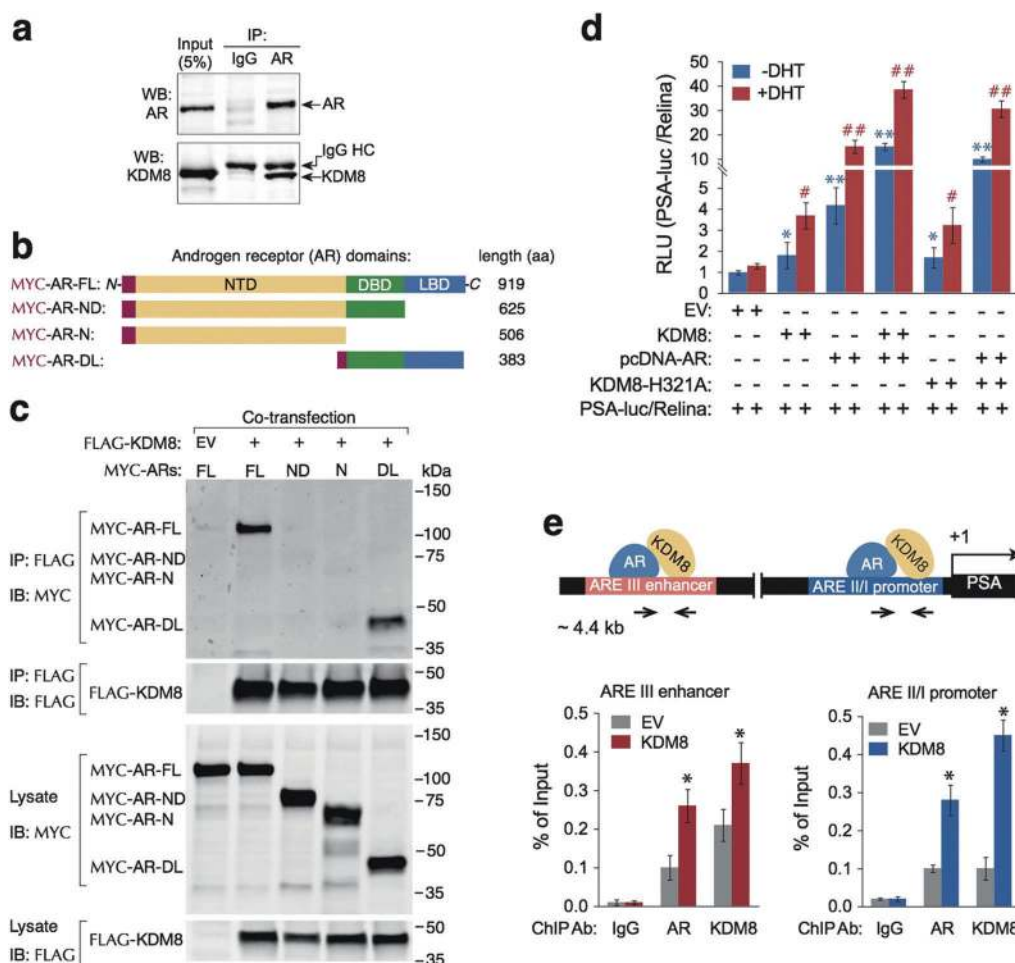 a
Input
(5%)
IP:
IgG AR
WB:
AR
AR
WB:
KDM8
IgG HC
KDM8
b
Androgen receptor (AR) domains: length (aa)
MYC-AR-FL: N- NTD DBD LBD -C 919
MYC-AR-ND: 625
MYC-AR-N: 506
MYC-AR-DL: 383
c
Co-transfection
FLAG-KDM8: EV + + + +
MYC-ARs: FL FL ND N DL kDa
-150
MYC-AR-FL -100
IP: FLAG
IB: MYC
MYC-AR-ND -75
MYC-AR-N
-50
MYC-AR-DL
-35
IP: FLAG
IB: FLAG
FLAG-KDM8
-50
-35
-150
MYC-AR-FL
-100
Lysate
IB: MYC
MYC-AR-ND -75
MYC-AR-N
-50
MYC-AR-DL
-35
Lysate
IB: FLAG
FLAG-KDM8
-50
-35
d
RLU (PSA-luc /Relina)
50
40
30
20
10
6
4
2
1
0
-DHT
+DHT
* # ** ## ** ## * # ** ##
EV: + + - - - - - - - - - -
KDM8: - - + + - - + + - - - -
pcDNA-AR: - - - - + + + + - - + +
KDM8-H321A: - - - - - - - - + + + +
PSA-luc/Relina: + + + + + + + + + + + +
e
AR KDM8
ARE III enhancer
~ 4.4 kb
AR KDM8
ARE II/I promoter
+1
PSA
ARE III enhancer
% of Input
0.5
0.4
0.3
0.2
0.1
0.0
EV
KDM8
* *
ChIP Ab: IgG AR KDM8
ARE II/I promoter
% of Input
0.5
0.4
0.3
0.2
0.1
0.0
EV
KDM8
* *
ChIP Ab: IgG AR KDM8